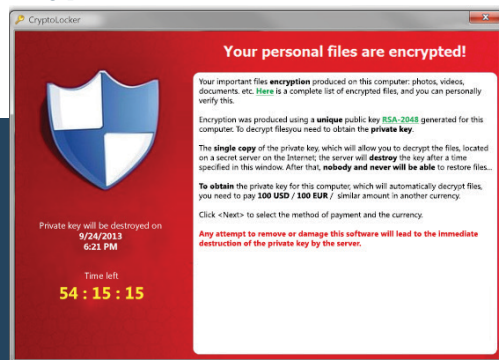 CryptoLocker
Your personal files are encrypted!
Your important files encryption produced on this computer: photos, videos,
documents. etc. Here is a complete list of encrypted files, and you can personally
verify this.
Encryption was produced using a unique public key RSA-2048 generated for this
computer. To decrypt filesyou need to obtain the private key.
The single copy of the private key, which will allow you to decrypt the files, located
on a secret server on the Internet; the server will destroy the key after a time
specified in this window. After that, nobody and never will be able to restore files...
To obtain the private key for this computer, which will automatically decrypt files,
you need to pay 100 USD / 100 EUR / similar amount in another currency.
Click <Next> to select the method of payment and the currency.
Any attempt to remove or damage this software will lead to the immediate
destruction of the private key by the server.
Private key will be destroyed on
9/24/2013
6:21 PM
Time left
54 : 15 : 15